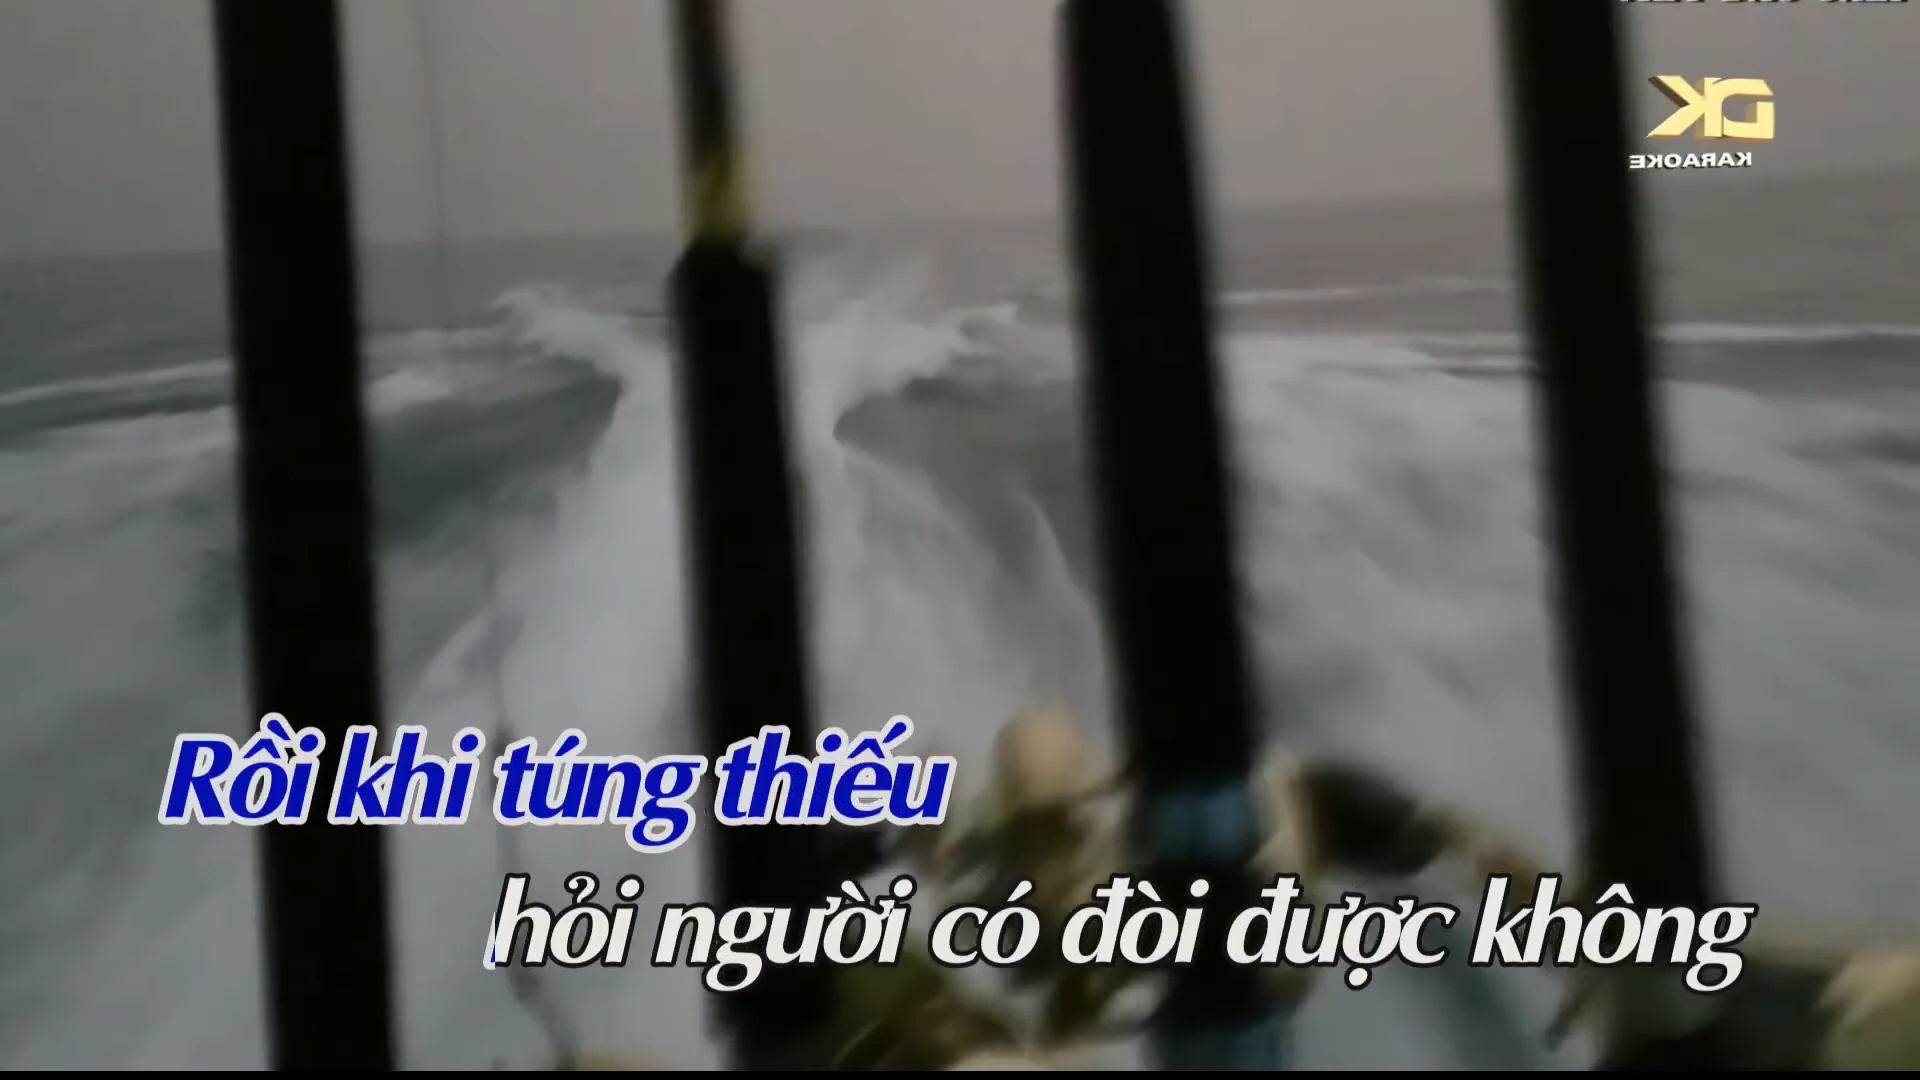 KARAOKE
Rồi khi túng thiếu
hỏi người có đòi được không